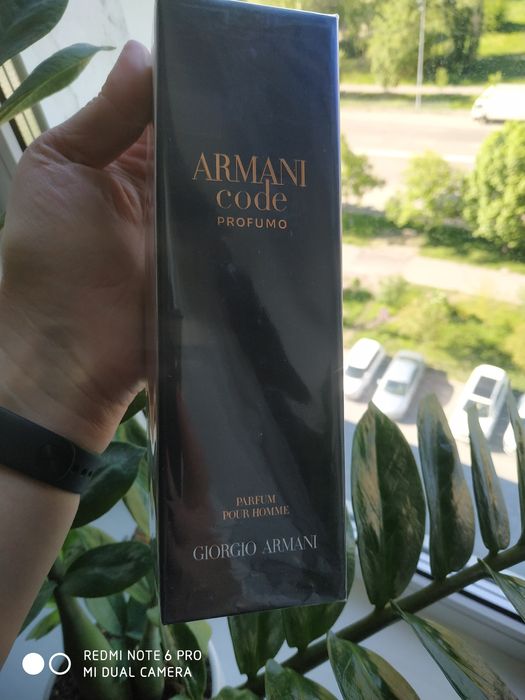 ARMANI
code
PROFUMO
PARFUM
POUR HOMME
GIORGIO ARMANI
REDMI NOTE 6 PRO
MI DUAL CAMERA